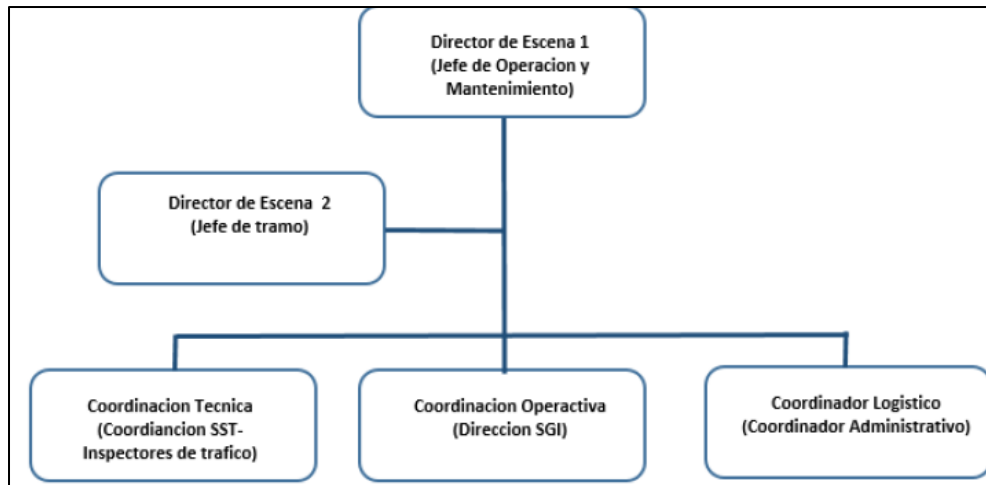 Director de Escena 1
(Jefe de Operacion y
Mantenimiento)
Director de Escena 2
(Jefe de tramo)
Coordinacion Tecnica
(Coordiancion SST-
Inspectores de trafico)
Coordinacion Operactiva
(Direccion SGI)
Coordinador Logistico
(Coordinador Administrativo)